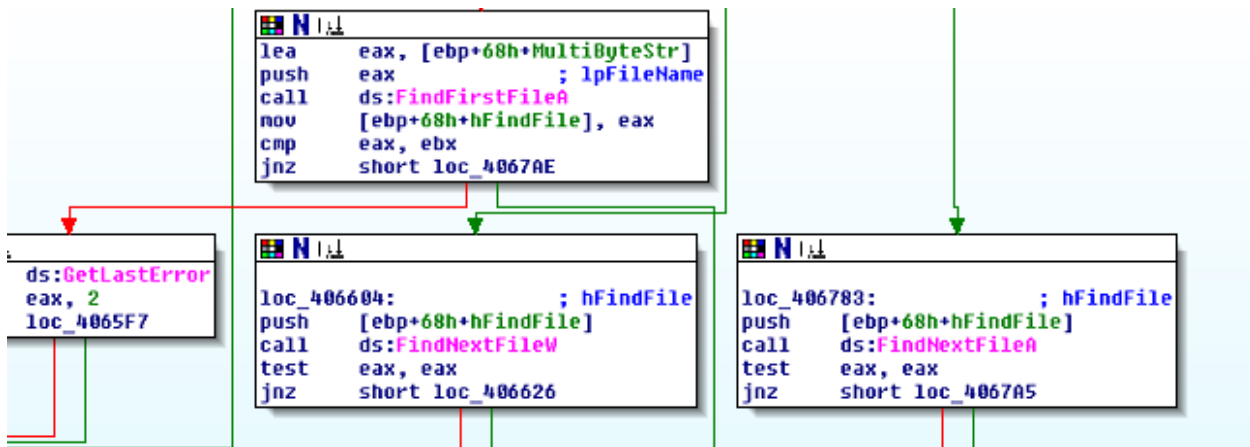 N
lea eax, [ebp+68h+MultiByteStr]
push eax ; lpFileName
call ds:FindFirstFileA
mov [ebp+68h+hFindFile], eax
cmp eax, ebx
jnz short loc_4067AE
ds:GetLastError
eax, 2
loc_4065F7
N
loc_406604: ; hFindFile
push [ebp+68h+hFindFile]
call ds:FindNextFileW
test eax, eax
jnz short loc_406626
N
loc_406783: ; hFindFile
push [ebp+68h+hFindFile]
call ds:FindNextFileA
test eax, eax
jnz short loc_4067A5